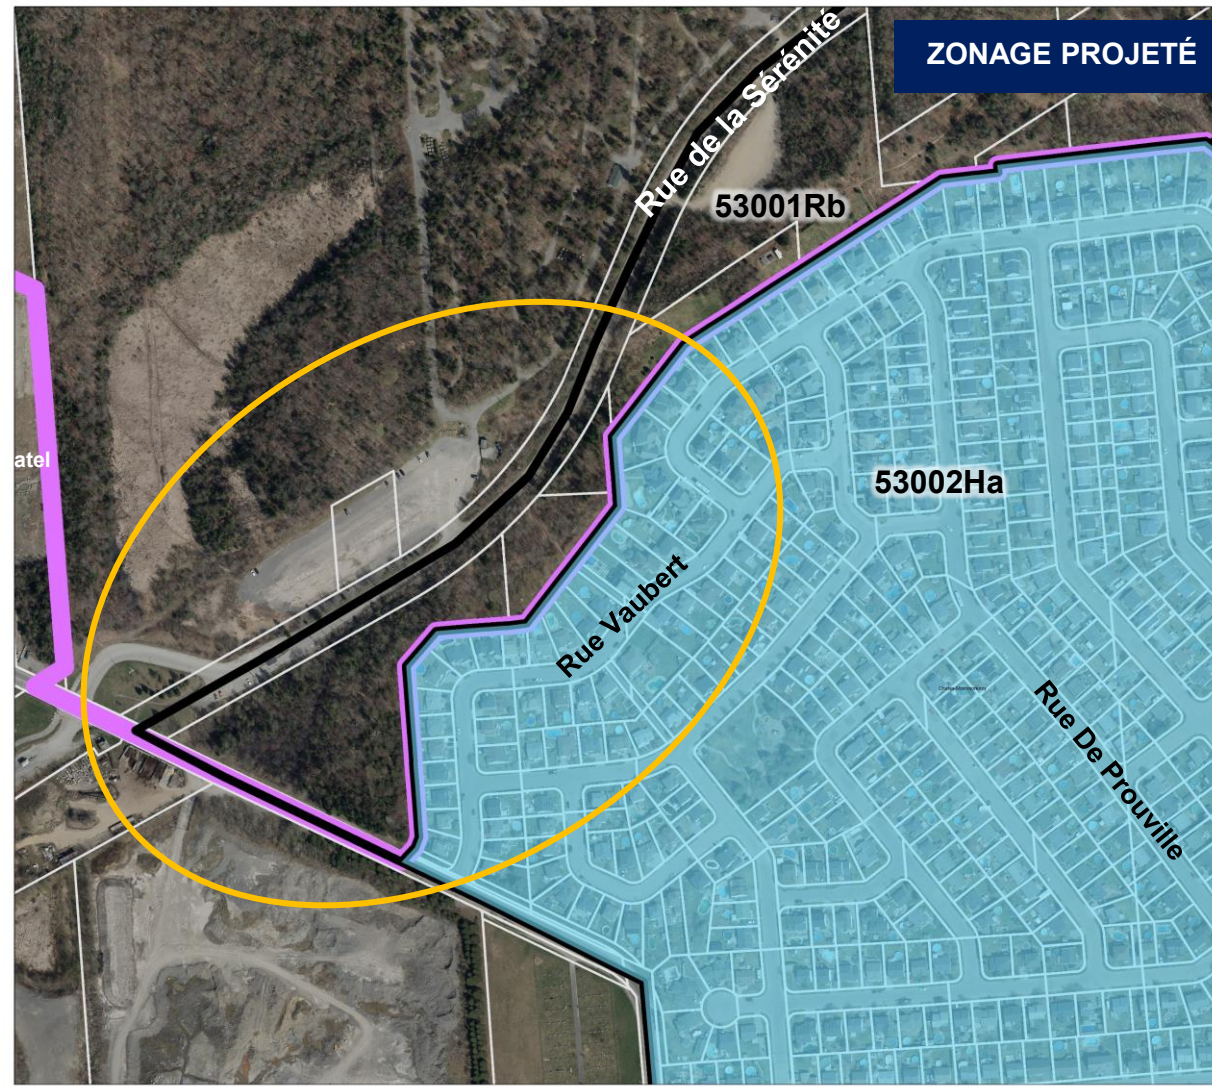 ZONAGE PROJETÉ
Rue de la Sérénité
53001Rb
atel
53002Ha
Rue Vaubert
Rue De Prouville